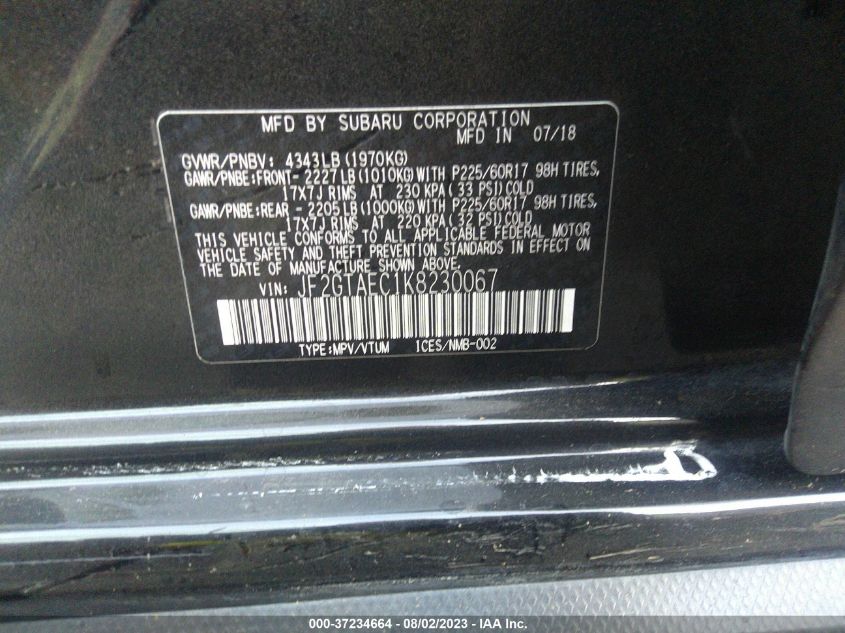 MFD BY SUBARU CORPORATION
MFD IN 07/18
GVWR/PNBV: 4343LB(1970KG)
GAWR/PNBE:FRONT- 2227LB(1010KG)WITH P225/60R17 98H TIRES,
17X7J RIMS AT 230 KPA(33 PSI)COLD
GAWR/PNBE:REAR - 2205LB(1000KG)WITH P225/60R17 98H TIRES,
17X7J RIMS AT 220 KPA(32 PSI)COLD
THIS VEHICLE CONFORMS TO ALL APPLICABLE FEDERAL MOTOR
VEHICLE SAFETY AND THEFT PREVENTION STANDARDS IN EFFECT ON
THE DATE OF MANUFACTURE SHOWN ABOVE.
VIN: JF2GTAEC1K8230067
TYPE:MPV/VTUM 1CES/NMB-002
000-37234664 - 08/02/2023 - IAA Inc.